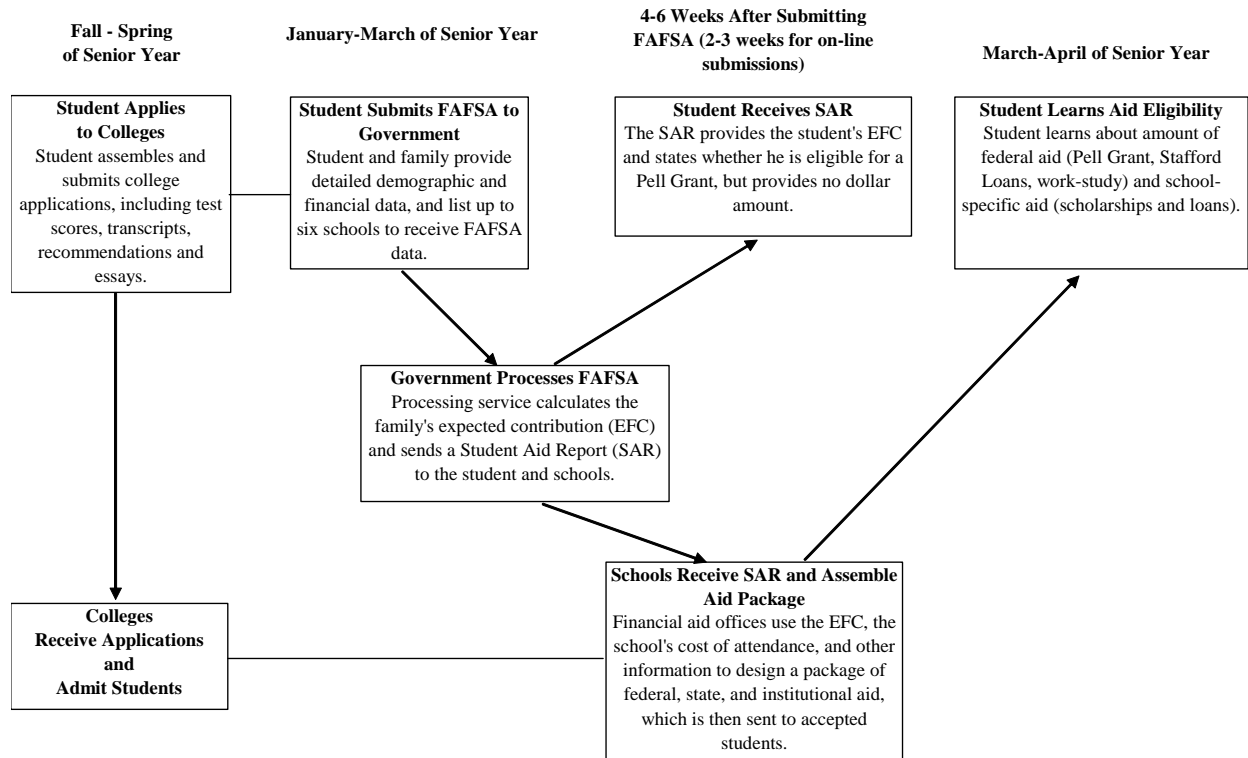 Fall - Spring
of Senior Year
January-March of Senior Year
4-6 Weeks After Submitting
FAFSA (2-3 weeks for on-line
submissions)
March-April of Senior Year
Student Applies
to Colleges
Student assembles and
submits college
applications, including test
scores, transcripts,
recommendations and
essays.
Student Submits FAFSA to
Government
Student and family provide
detailed demographic and
financial data, and list up to
six schools to receive FAFSA
data.
Student Receives SAR
The SAR provides the student's EFC
and states whether he is eligible for a
Pell Grant, but provides no dollar
amount.
Student Learns Aid Eligibility
Student learns about amount of
federal aid (Pell Grant, Stafford
Loans, work-study) and school-
specific aid (scholarships and loans).
Government Processes FAFSA
Processing service calculates the
family's expected contribution (EFC)
and sends a Student Aid Report (SAR)
to the student and schools.
Colleges
Receive Applications
and
Admit Students
Schools Receive SAR and Assemble
Aid Package
Financial aid offices use the EFC, the
school's cost of attendance, and other
information to design a package of
federal, state, and institutional aid,
which is then sent to accepted
students.